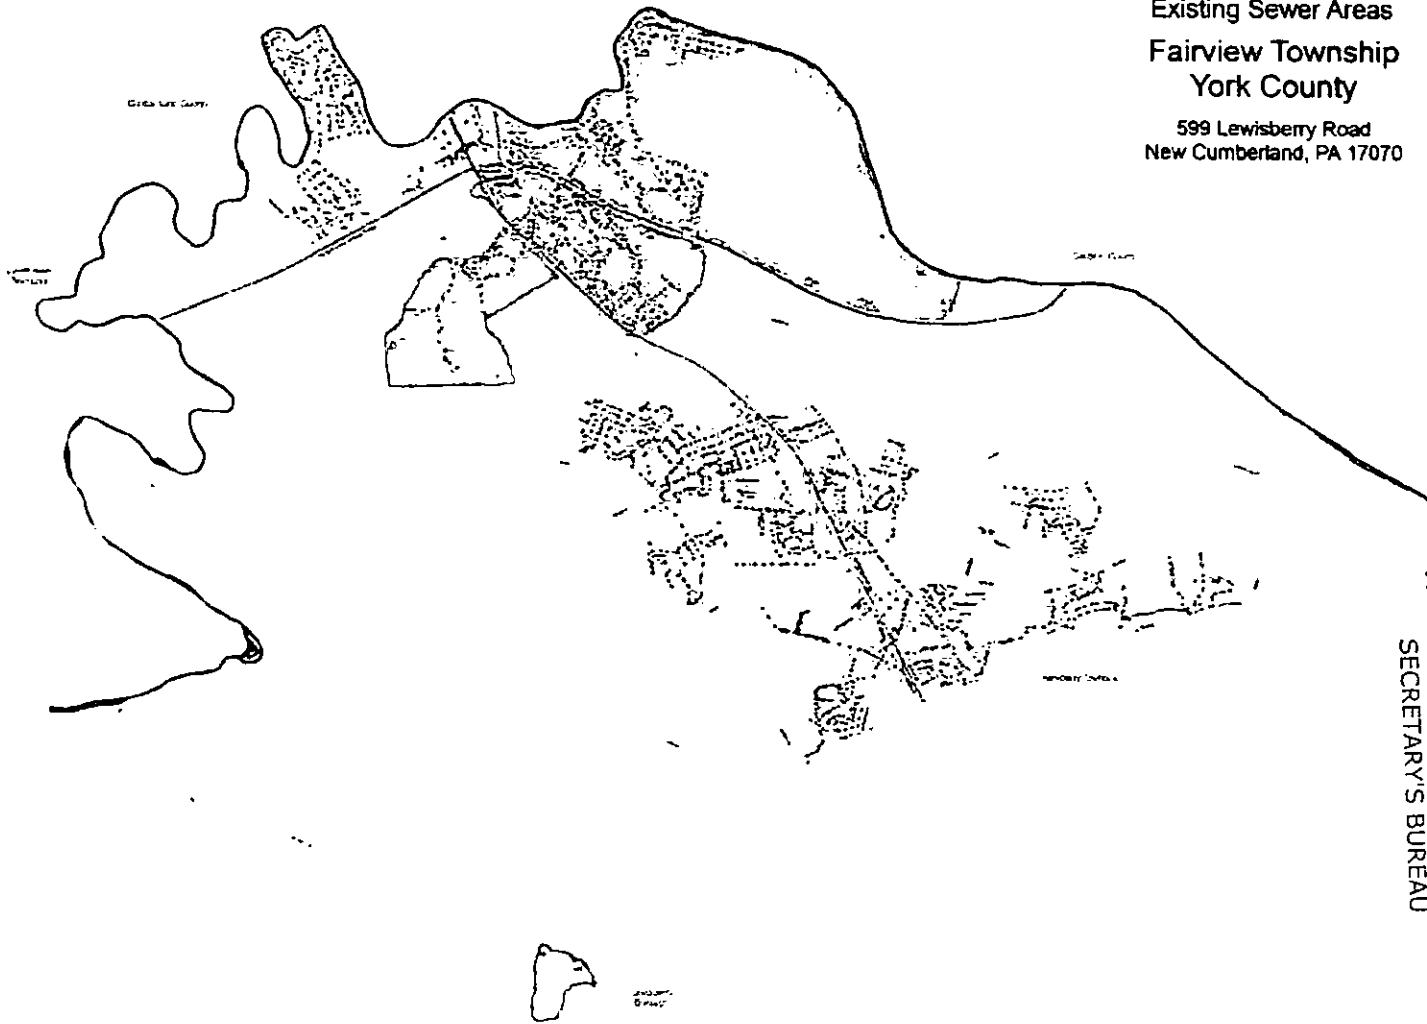 Existing Sewer Areas
Fairview Township
York County
599 Lewisberry Road
New Cumberland, PA 17070
SECRETARY'S BUREAU